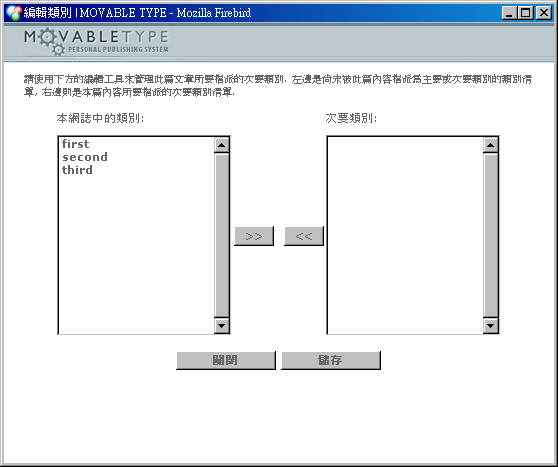 編輯類別 | MOVABLE TYPE - Mozilla Firebird
MOVABLETYPE
PERSONAL PUBLISHING SYSTEM
請使用下方的編輯工具來管理此篇文章所要指派的次要類別. 左邊是尚未被此篇內容指派為主要或次要類別的類別清
單, 右邊則是本篇內容所要指派的次要類別清單.
本網誌中的類別: 次要類別:
first
second
third
>> <<
關閉 儲存